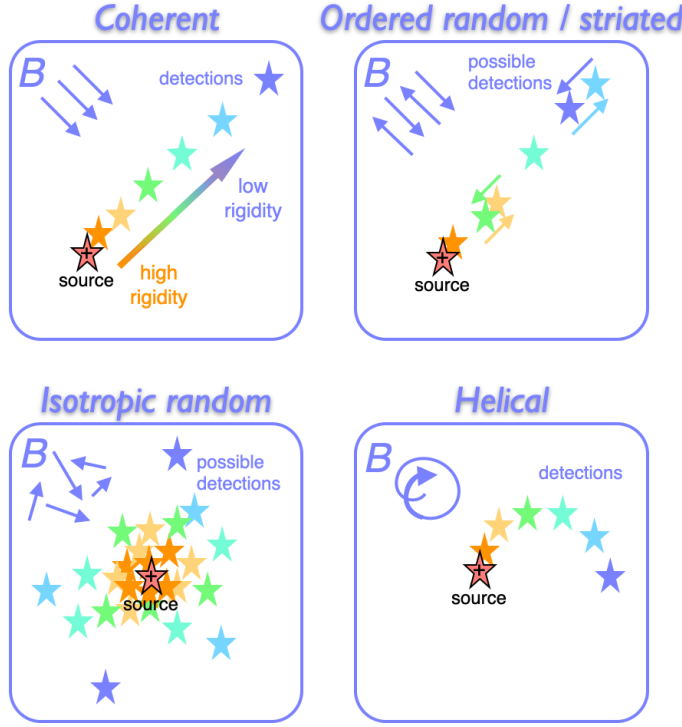 Coherent
B
detections
low
rigidity
high
rigidity
+
source
Ordered random / striated
B
possible
detections
+
source
Isotropic random
B
possible
detections
+
source
Helical
B
detections
+
source